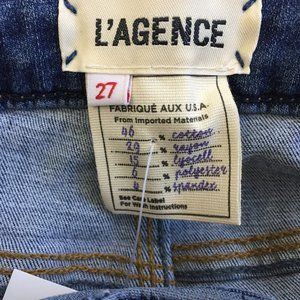 L'AGENCE
27
FABRIQUÉ AUX U.S.A.
From Imported Materials
46 % cotton
29 % rayon
15 % lyocell
6 % polyester
4 % spandex
See Care Label
For Wash Instructions